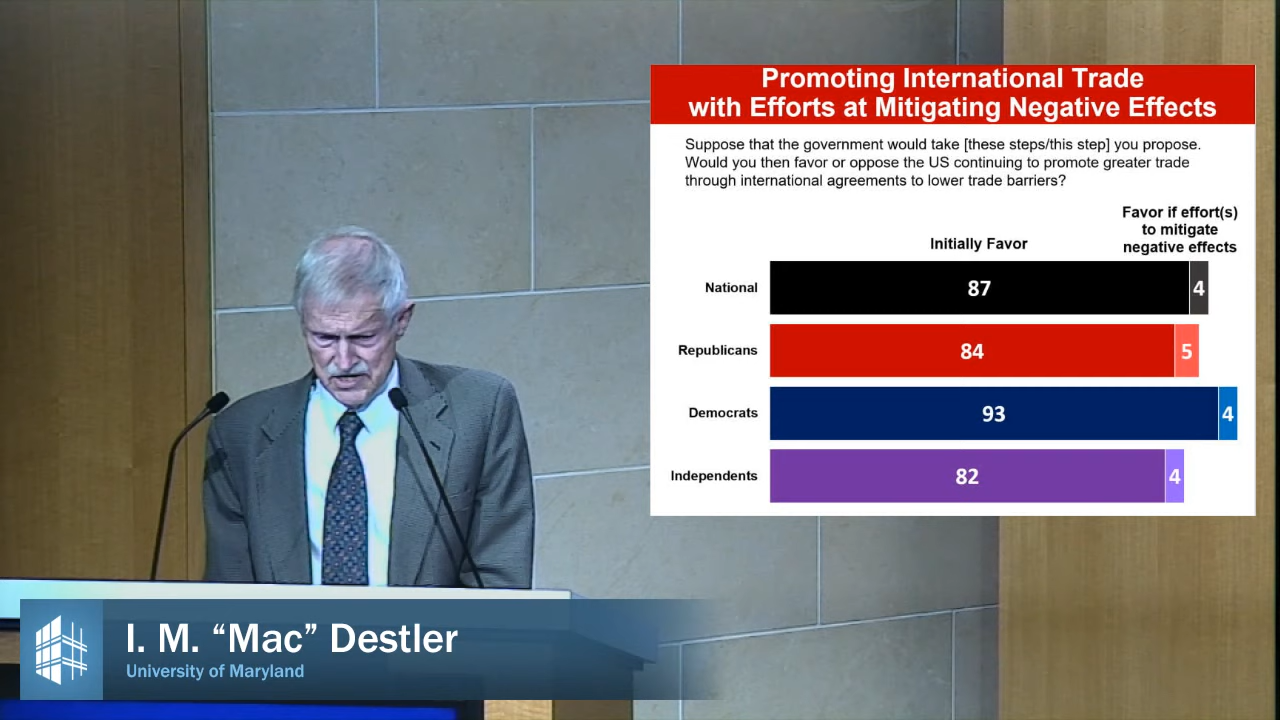 Promoting International Trade
with Efforts at Mitigating Negative Effects
Suppose that the government would take [these steps/this step] you propose.
Would you then favor or oppose the US continuing to promote greater trade
through international agreements to lower trade barriers?
Initially Favor
Favor if effort(s)
to mitigate
negative effects
National 87 4
Republicans 84 5
Democrats 93 4
Independents 82 4
I. M. “Mac” Destler
University of Maryland